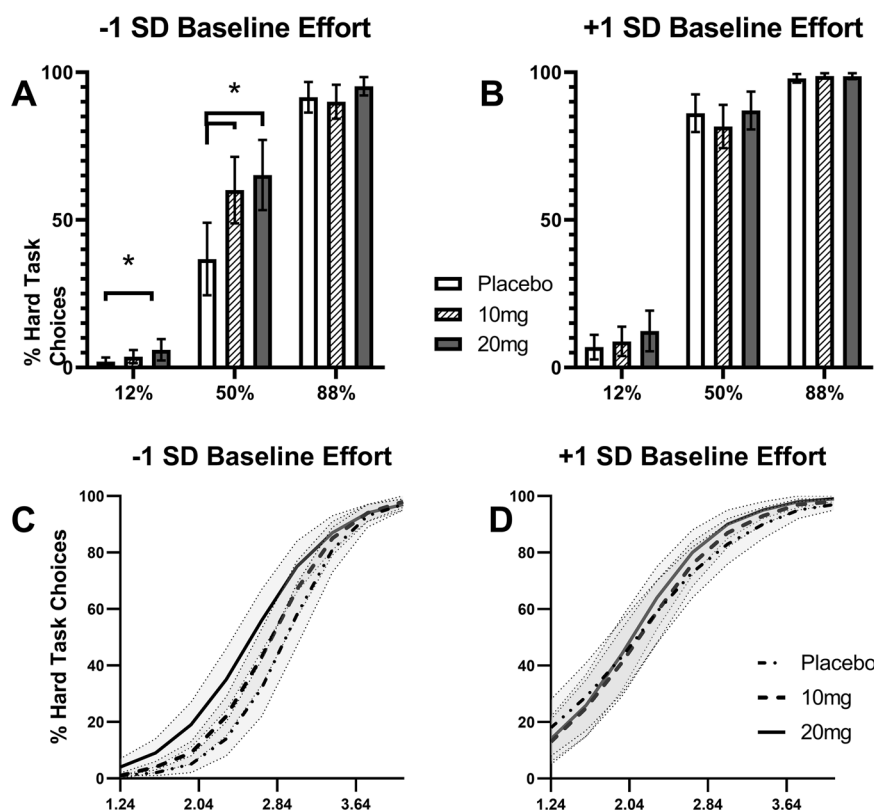 -1 SD Baseline Effort
+1 SD Baseline Effort
A
B
100
50
0
% Hard Task
Choices
*
*
12%
50%
88%
Placebo
10mg
20mg
100
50
0
12%
50%
88%
-1 SD Baseline Effort
+1 SD Baseline Effort
C
D
% Hard Task Choices
100
80
60
40
20
0
1.24
2.04
2.84
3.64
100
80
60
40
20
0
1.24
2.04
2.84
3.64
Placebo
10mg
20mg